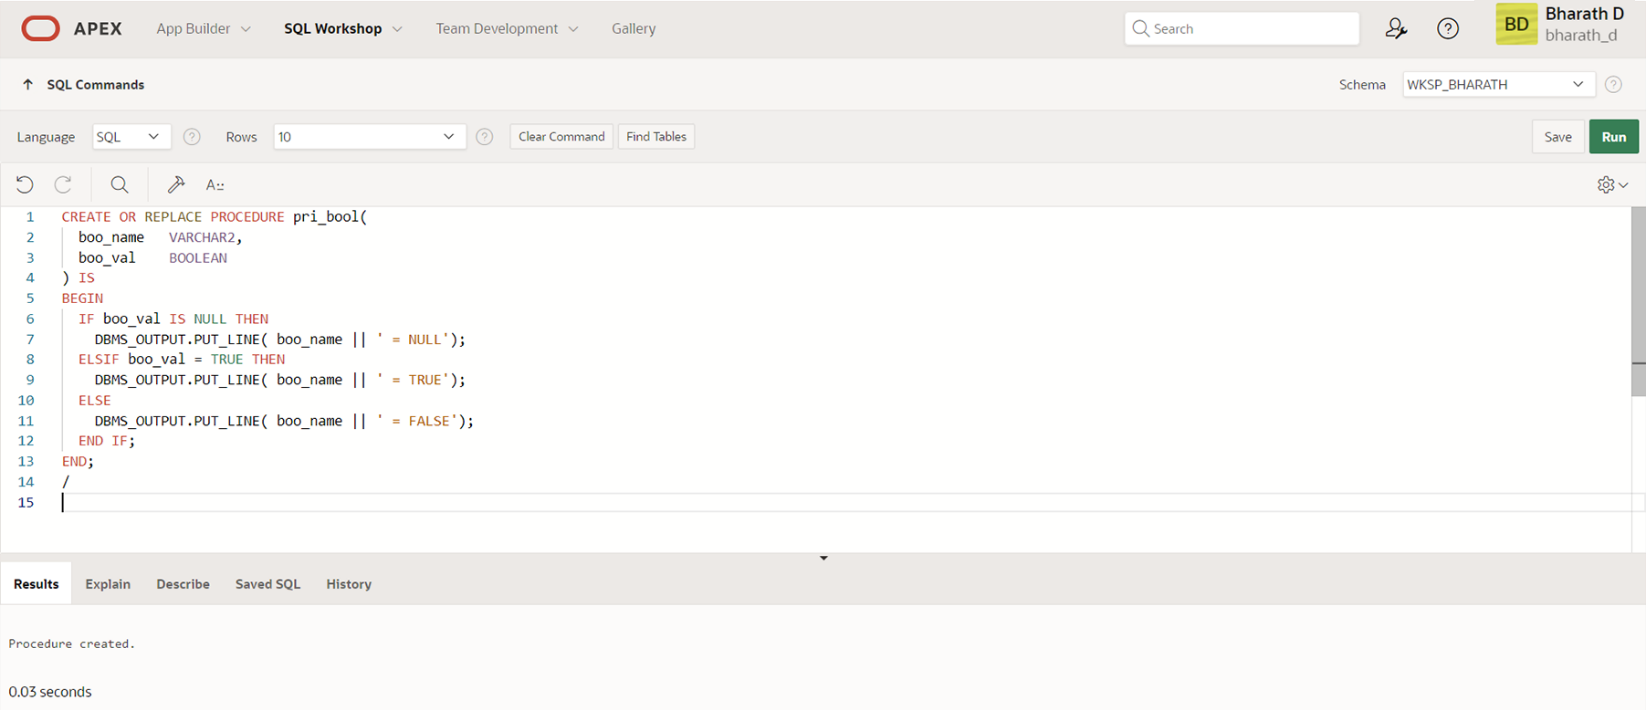 APEX App Builder SQL Workshop Team Development Gallery Search BD Bharath D
bharath_d
SQL Commands Schema WKSP_BHARATH
Language SQL Rows 10 Clear Command Find Tables Save Run
A
1 CREATE OR REPLACE PROCEDURE pri_bool(
2 boo_name VARCHAR2,
3 boo_val BOOLEAN
4 ) IS
5 BEGIN
6 IF boo_val IS NULL THEN
7 DBMS_OUTPUT.PUT_LINE( boo_name || ' = NULL');
8 ELSIF boo_val = TRUE THEN
9 DBMS_OUTPUT.PUT_LINE( boo_name || ' = TRUE');
10 ELSE
11 DBMS_OUTPUT.PUT_LINE( boo_name || ' = FALSE');
12 END IF;
13 END;
14 /
15
Results Explain Describe Saved SQL History
Procedure created.
0.03 seconds